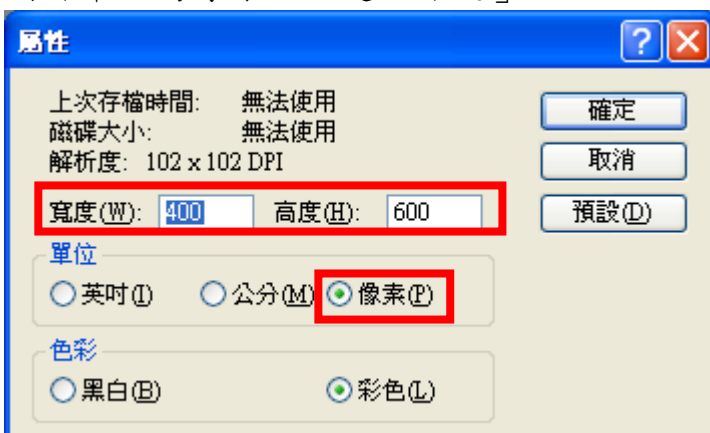 屬性
上次存檔時間: 無法使用
磁碟大小: 無法使用
解析度: 102 x 102 DPI
寬度(W): 400 高度(H): 600
單位
英吋(I) 公分(M) 像素(P)
色彩
黑白(B) 彩色(L)
確定
取消
預設(D)